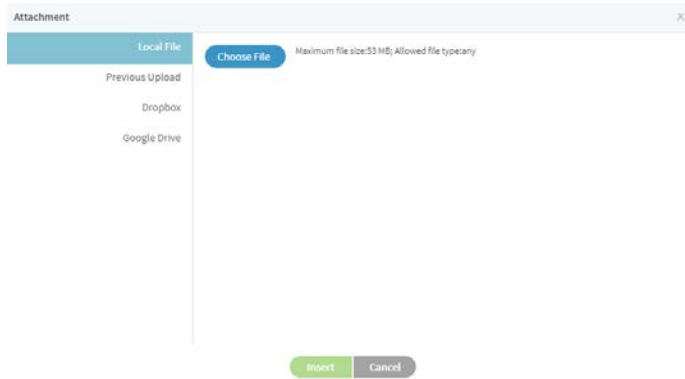 Attachment
Local File
Choose File
Maximum file size:53 MB; Allowed file type:any
Previous Upload
Dropbox
Google Drive
Insert
Cancel